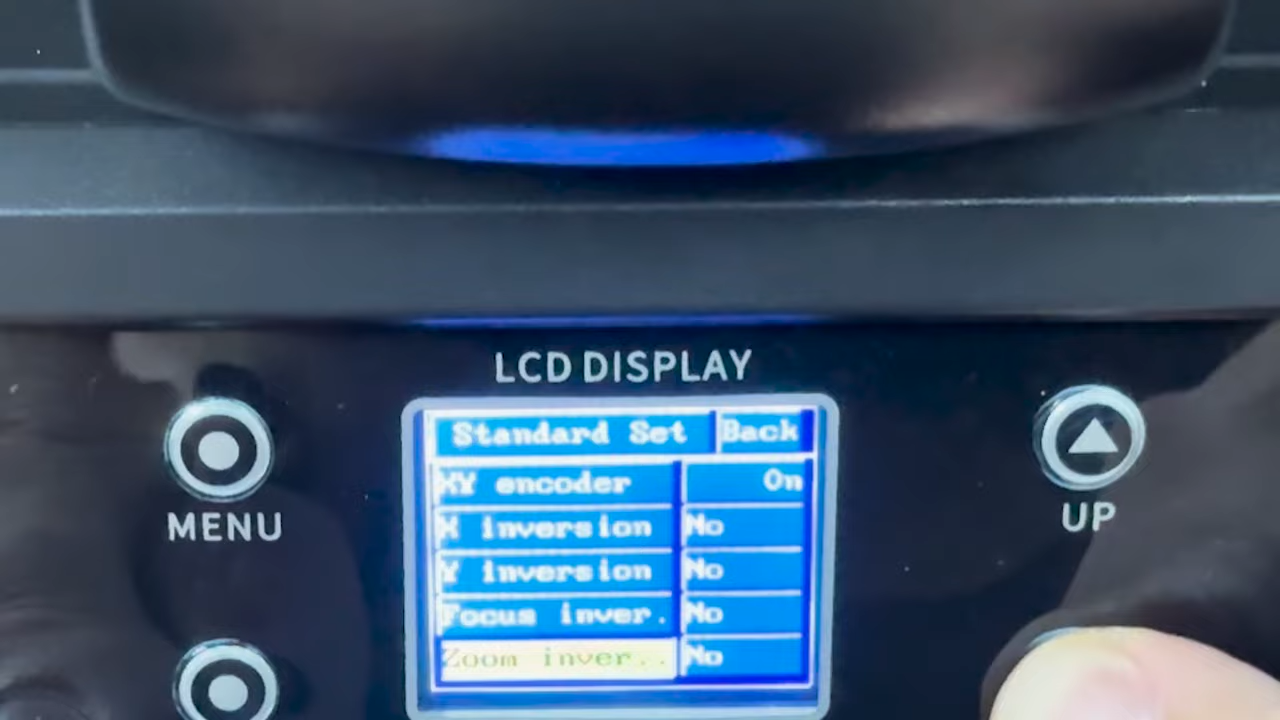 LCD DISPLAY
Standard Set Back
XY encoder On
X inversion No
MENU
UP
Y inversion No
Focus inver. No
Zoom inver.. No